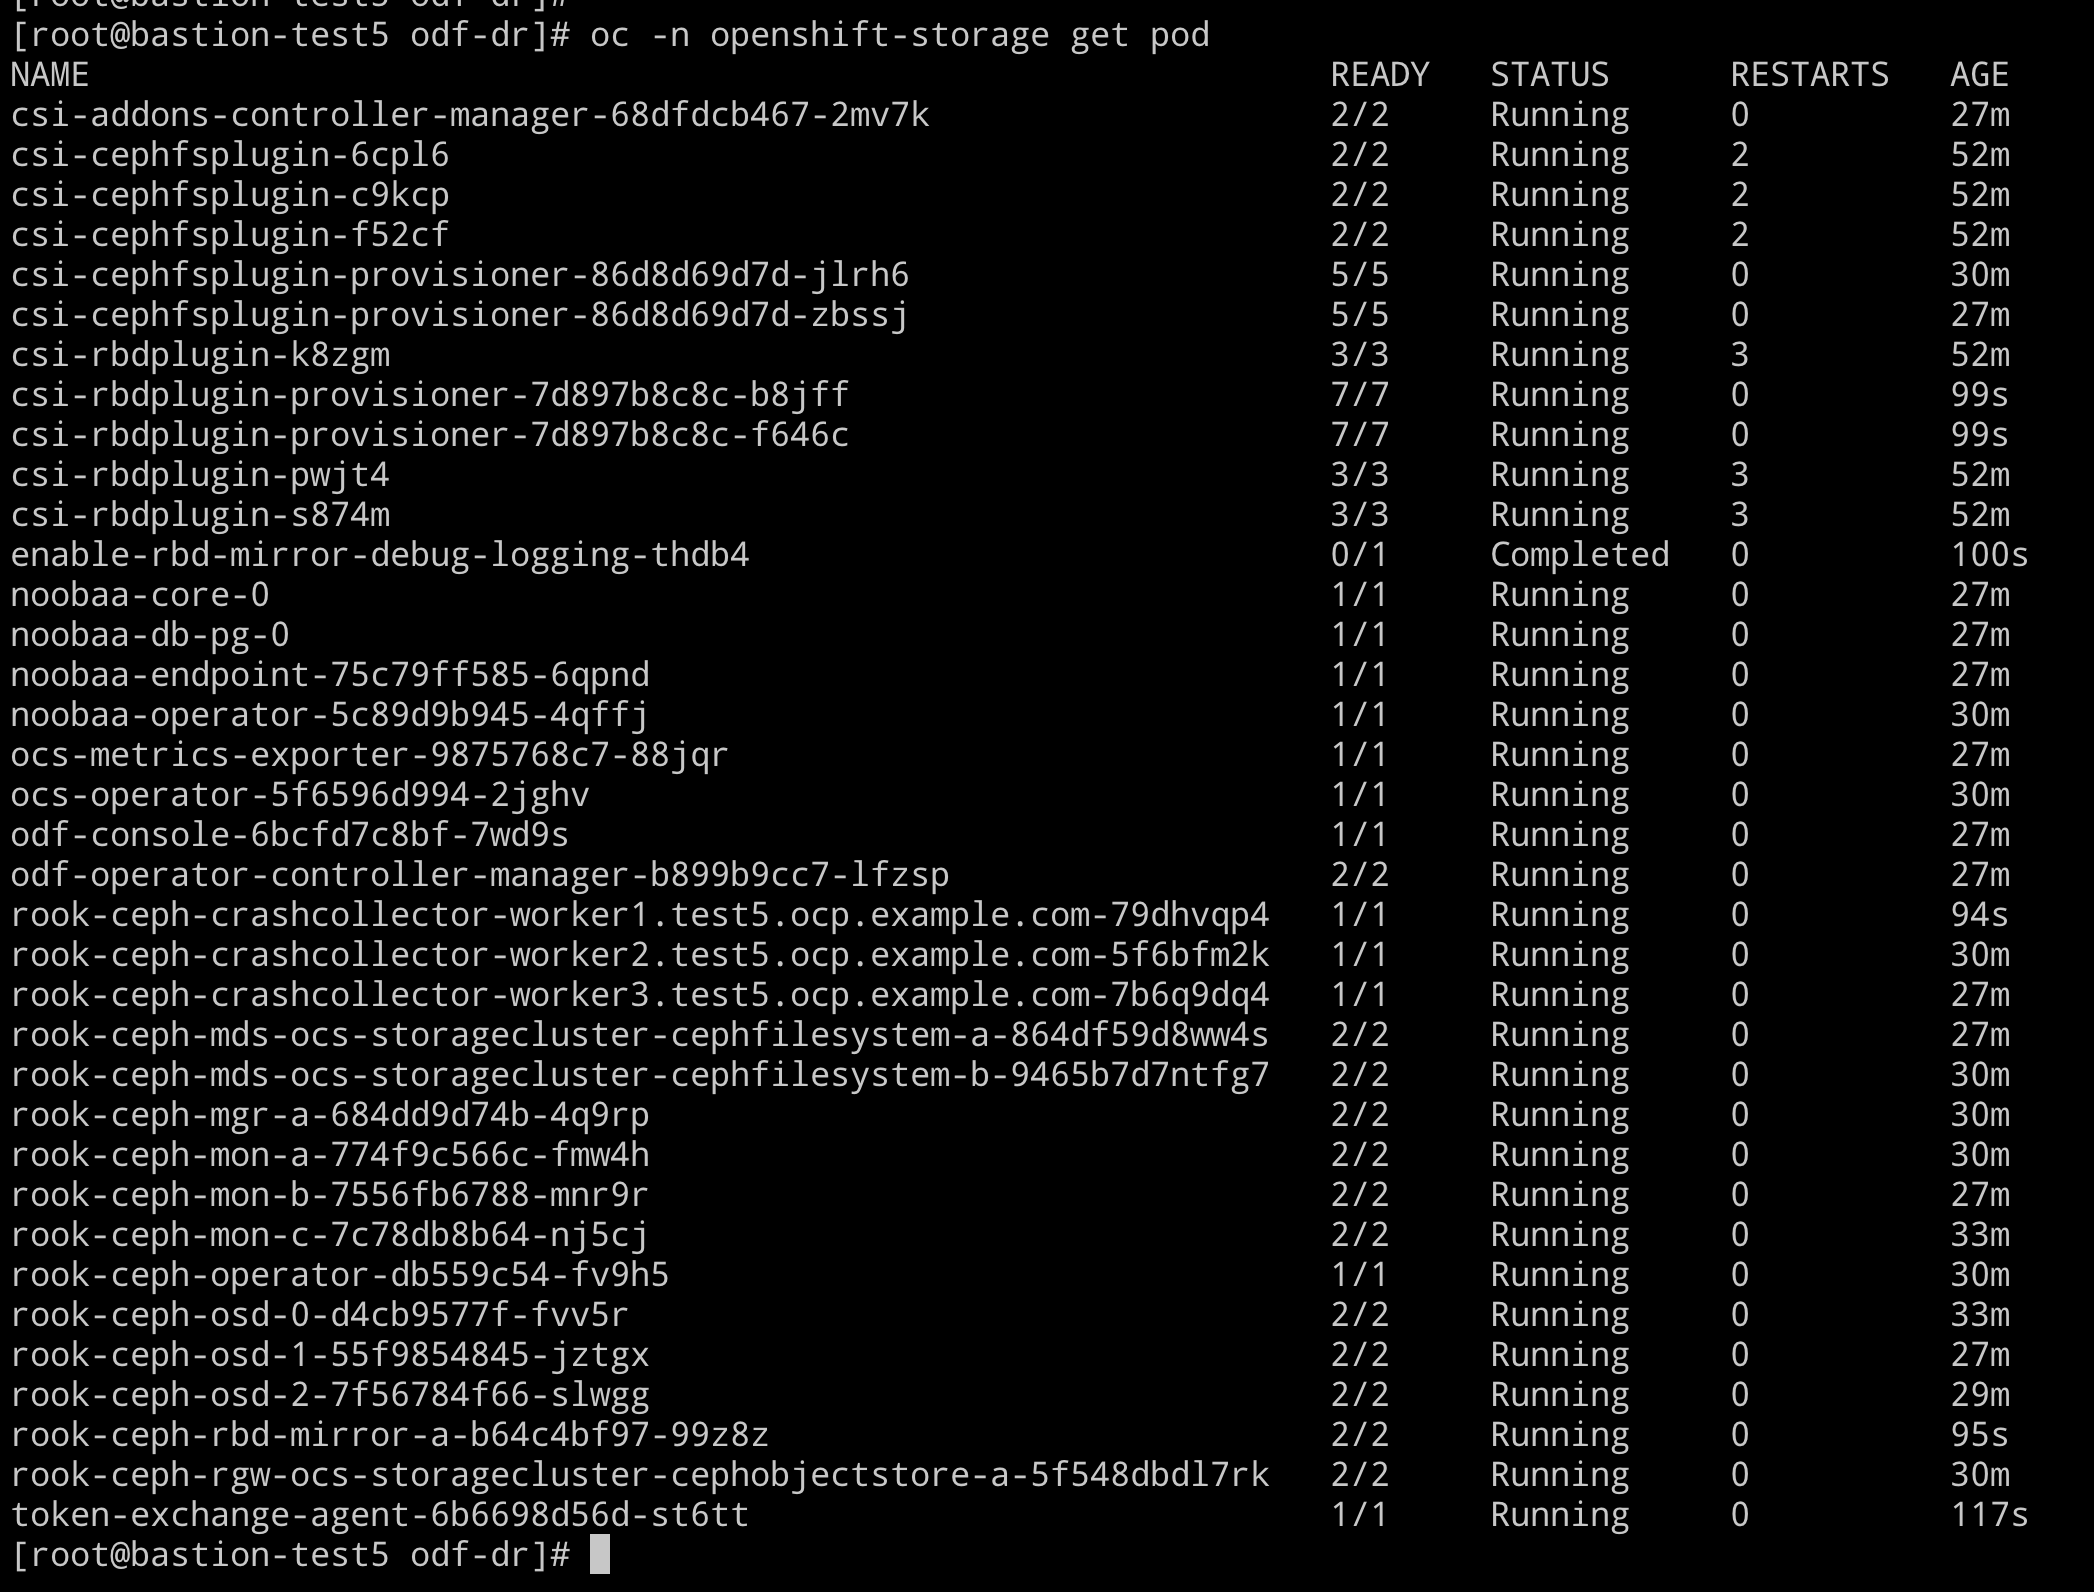 [root@bastion-test5 odf-dr]#
[root@bastion-test5 odf-dr]# oc -n openshift-storage get pod
NAME READY STATUS RESTARTS AGE
csi-addons-controller-manager-68dfdcb467-2mv7k 2/2 Running 0 27m
csi-cephfsplugin-6cpl6 2/2 Running 2 52m
csi-cephfsplugin-c9kcp 2/2 Running 2 52m
csi-cephfsplugin-f52cf 2/2 Running 2 52m
csi-cephfsplugin-provisioner-86d8d69d7d-jlrh6 5/5 Running 0 30m
csi-cephfsplugin-provisioner-86d8d69d7d-zbssj 5/5 Running 0 27m
csi-rbdplugin-k8zgm 3/3 Running 3 52m
csi-rbdplugin-provisioner-7d897b8c8c-b8jff 7/7 Running 0 99s
csi-rbdplugin-provisioner-7d897b8c8c-f646c 7/7 Running 0 99s
csi-rbdplugin-pwjt4 3/3 Running 3 52m
csi-rbdplugin-s874m 3/3 Running 3 52m
enable-rbd-mirror-debug-logging-thdb4 0/1 Completed 0 100s
noobaa-core-0 1/1 Running 0 27m
noobaa-db-pg-0 1/1 Running 0 27m
noobaa-endpoint-75c79ff585-6qpnd 1/1 Running 0 27m
noobaa-operator-5c89d9b945-4qffj 1/1 Running 0 30m
ocs-metrics-exporter-9875768c7-88jqr 1/1 Running 0 27m
ocs-operator-5f6596d994-2jghv 1/1 Running 0 30m
odf-console-6bcfd7c8bf-7wd9s 1/1 Running 0 27m
odf-operator-controller-manager-b899b9cc7-lfzsp 2/2 Running 0 27m
rook-ceph-crashcollector-worker1.test5.ocp.example.com-79dhvqp4 1/1 Running 0 94s
rook-ceph-crashcollector-worker2.test5.ocp.example.com-5f6bfm2k 1/1 Running 0 30m
rook-ceph-crashcollector-worker3.test5.ocp.example.com-7b6q9dq4 1/1 Running 0 27m
rook-ceph-mds-ocs-storagecluster-cephfilesystem-a-864df59d8ww4s 2/2 Running 0 27m
rook-ceph-mds-ocs-storagecluster-cephfilesystem-b-9465b7d7ntfg7 2/2 Running 0 30m
rook-ceph-mgr-a-684dd9d74b-4q9rp 2/2 Running 0 30m
rook-ceph-mon-a-774f9c566c-fmw4h 2/2 Running 0 30m
rook-ceph-mon-b-7556fb6788-mnr9r 2/2 Running 0 27m
rook-ceph-mon-c-7c78db8b64-nj5cj 2/2 Running 0 33m
rook-ceph-operator-db559c54-fv9h5 1/1 Running 0 30m
rook-ceph-osd-0-d4cb9577f-fvv5r 2/2 Running 0 33m
rook-ceph-osd-1-55f9854845-jztgx 2/2 Running 0 27m
rook-ceph-osd-2-7f56784f66-slwgg 2/2 Running 0 29m
rook-ceph-rbd-mirror-a-b64c4bf97-99z8z 2/2 Running 0 95s
rook-ceph-rgw-ocs-storagecluster-cephobjectstore-a-5f548dbdl7rk 2/2 Running 0 30m
token-exchange-agent-6b6698d56d-st6tt 1/1 Running 0 117s
[root@bastion-test5 odf-dr]#